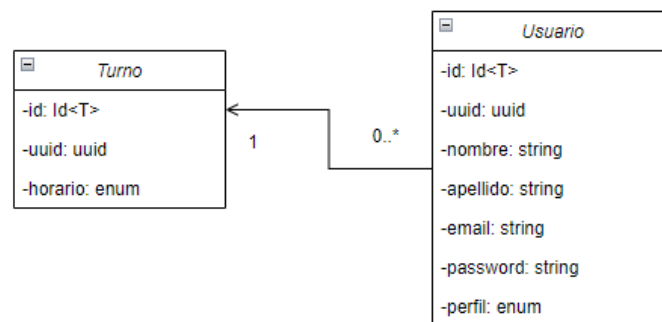 Turno
-id: Id<T>
-uuid: uuid
-horario: enum
1
0..*
Usuario
-id: Id<T>
-uuid: uuid
-nombre: string
-apellido: string
-email: string
-password: string
-perfil: enum